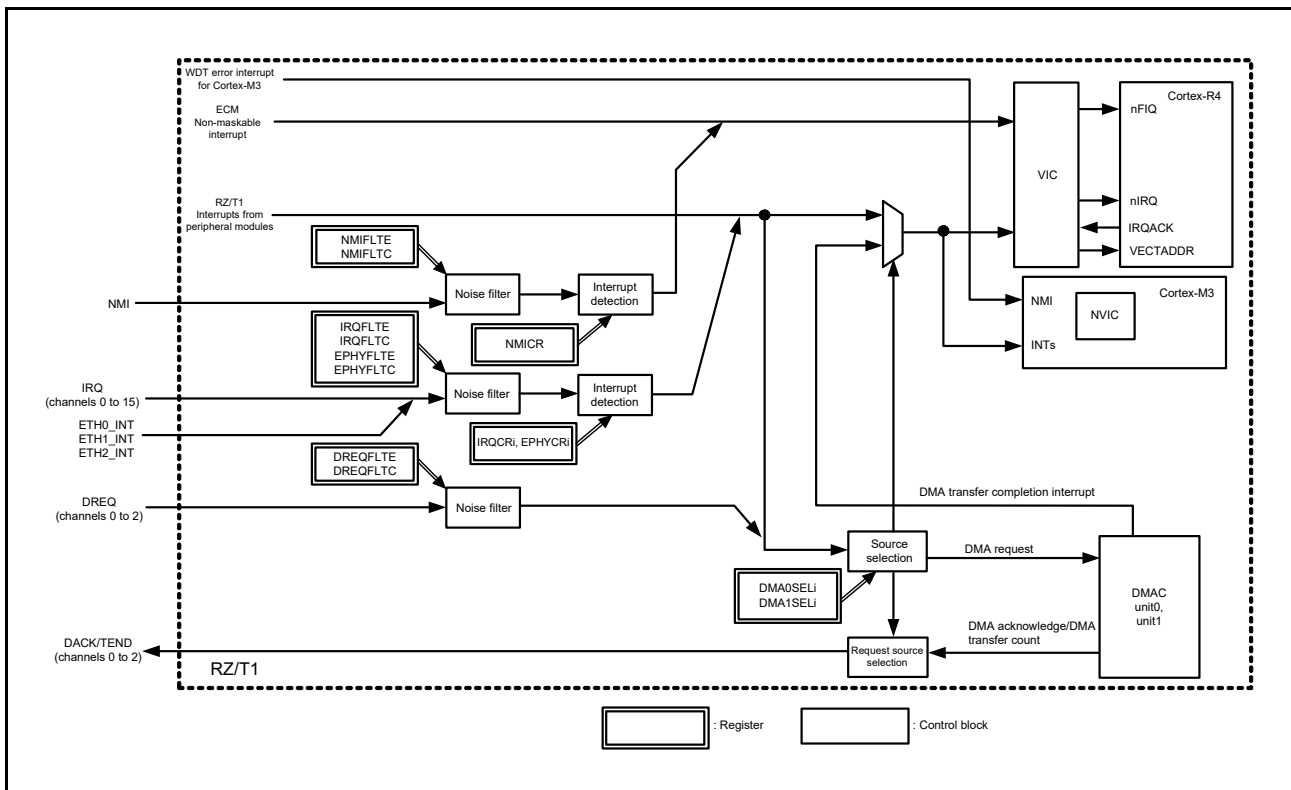 WDT error interrupt
for Cortex-M3
ECM
Non-maskable
interrupt
RZ/T1
Interrupts from
peripheral modules
NMIFLTE
NMIFLTC
Noise filter
Interrupt
detection
NMI
NMICR
IRQFLTE
IRQFLTC
EPHYFLTE
EPHYFLTC
Noise filter
Interrupt
detection
IRQ
(channels 0 to 15)
ETH0_INT
ETH1_INT
ETH2_INT
IRQCRi, EPHYCRi
DREQFLTE
DREQFLTC
Noise filter
DREQ
(channels 0 to 2)
VIC
Cortex-R4
nFIQ
nIRQ
IRQACK
VECTADDR
Cortex-M3
NMI
NVIC
INTs
DMA transfer completion interrupt
Source
selection
DMA request
DMA0SELi
DMA1SELi
DMAC
unit0,
unit1
DMA acknowledge/DMA
transfer count
Request source
selection
DACK/TEND
(channels 0 to 2)
RZ/T1
: Register
: Control block